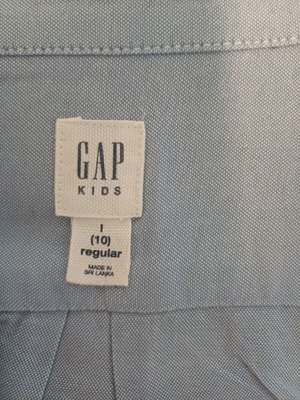 GAP
KIDS
l
(10)
regular
MADE IN
SRI LANKA